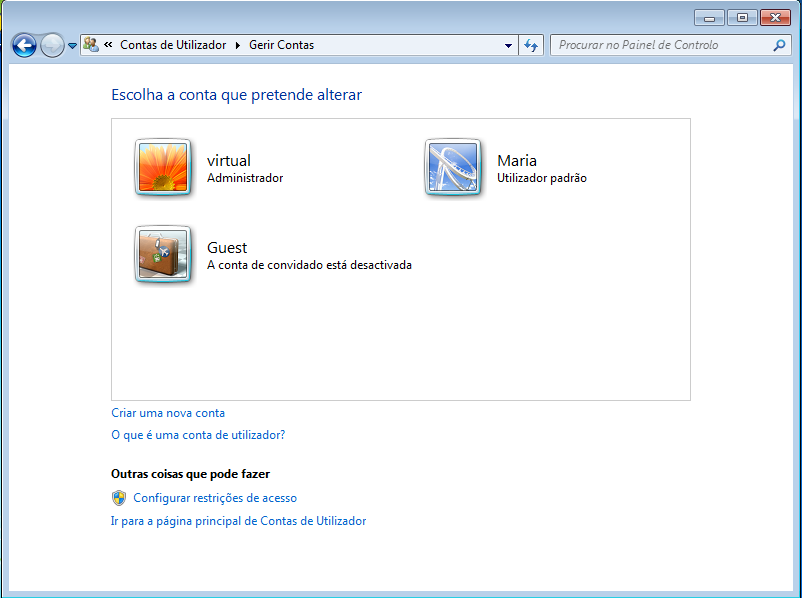 « Contas de Utilizador Gerir Contas
Procurar no Painel de Controlo
Escolha a conta que pretende alterar
virtual
Administrador
Maria
Utilizador padrão
Guest
A conta de convidado está desactivada
Criar uma nova conta
O que é uma conta de utilizador?
Outras coisas que pode fazer
Configurar restrições de acesso
Ir para a página principal de Contas de Utilizador